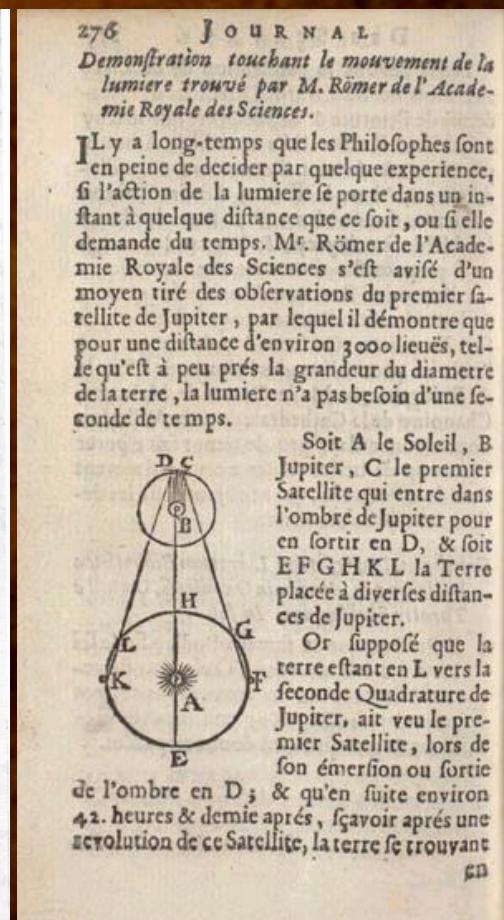 276 JOURNAL
Demonſtration touchant le mouvement de la
lumiere trouvé par M. Römer de l'Acade-
mie Royale des Sciences.
IL y a long-temps que les Philoſophes ſont
en peine de decider par quelque experience,
ſi l'action de la lumiere ſe porte dans un in-
ſtant à quelque diſtance que ce ſoit, ou ſi elle
demande du temps. Mr. Römer de l'Acade-
mie Royale des Sciences s'eſt aviſé d'un
moyen tiré des obſervations du premier ſa-
tellite de Jupiter, par lequel il démontre que
pour une diſtance d'environ 3000 lieuës, tel-
le qu'eſt à peu prés la grandeur du diametre
de la terre, la lumiere n'a pas beſoin d'une ſe-
conde de temps.
Soit A le Soleil, B
Jupiter, C le premier
Satellite qui entre dans
l'ombre de Jupiter pour
en ſortir en D, & ſoit
EFGHKL la Terre
placée à diverſes diſtan-
ces de Jupiter.
Or ſuppoſé que la
terre eſtant en L vers la
ſeconde Quadrature de
Jupiter, ait veu le pre-
mier Satellite, lors de
ſon émerſion ou ſortie
de l'ombre en D; & qu'en ſuite environ
42. heures & demie aprés, ſçavoir aprés une
revolution de ce Satellite, la terre ſe trouvant
en
D C
B
H
G
L
K
F
A
E